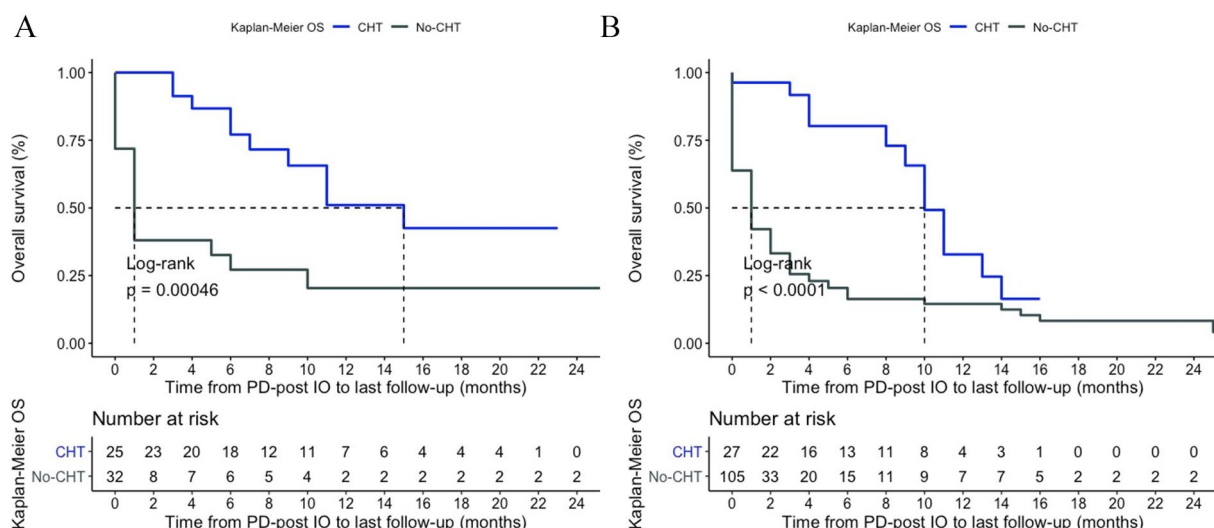 A
Kaplan-Meier OS CHT No-CHT
Overall survival (%)
1.00
0.75
0.50
0.25
0.00
Log-rank
p = 0.00046
0 2 4 6 8 10 12 14 16 18 20 22 24
Time from PD-post IO to last follow-up (months)
Number at risk
Kaplan-Meier OS
CHT 25 23 20 18 12 11 7 6 4 4 4 1 0
No-CHT 32 8 7 6 5 4 2 2 2 2 2 2 2
0 2 4 6 8 10 12 14 16 18 20 22 24
Time from PD-post IO to last follow-up (months)
B
Kaplan-Meier OS CHT No-CHT
Overall survival (%)
1.00
0.75
0.50
0.25
0.00
Log-rank
p < 0.0001
0 2 4 6 8 10 12 14 16 18 20 22 24
Time from PD-post IO to last follow-up (months)
Number at risk
Kaplan-Meier OS
CHT 27 22 16 13 11 8 4 3 1 0 0 0 0
No-CHT 105 33 20 15 11 9 7 7 5 2 2 2 2
0 2 4 6 8 10 12 14 16 18 20 22 24
Time from PD-post IO to last follow-up (months)